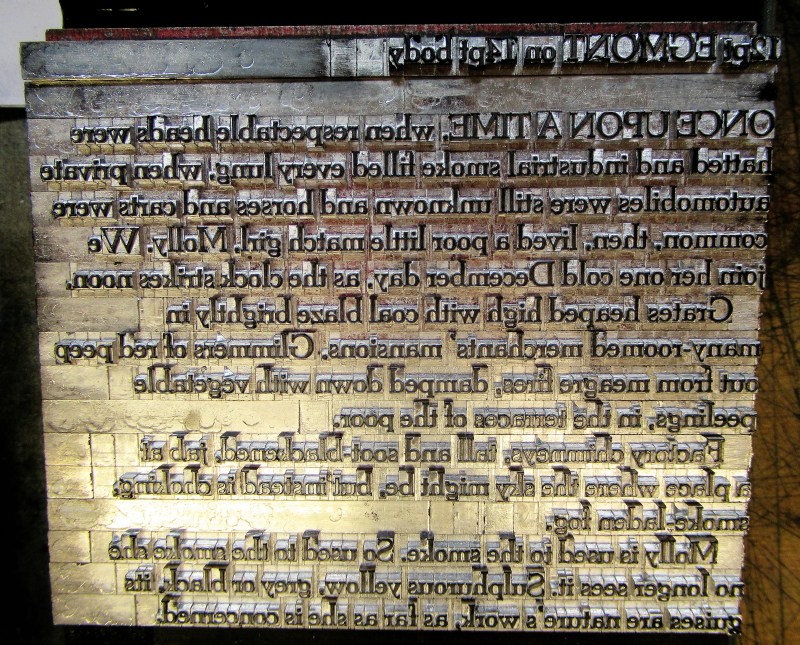 12pt EGMONT on 14pt body
ONCE UPON A TIME, when respectable heads were
hatted and industrial smoke filled every lung; when private
automobiles were still unknown and horses and carts were
common, then, lived a poor little match girl, Molly. We
join her one cold December day, as the clock strikes noon.
Grates heaped high with coal blaze brightly in
many-roomed merchants' mansions. Glimmers of red peep
out from meagre fires, damped down with vegetable
peelings, in the terraces of the poor.
Factory chimneys, tall and soot-blackened, jab at
a place where the sky might be, but instead is choking;
smoke-laden fog.
Molly is used to the smoke. So used to the smoke she
no longer sees it. Sulphurous yellow, grey or black, its
guises are nature's work, as far as she is concerned.